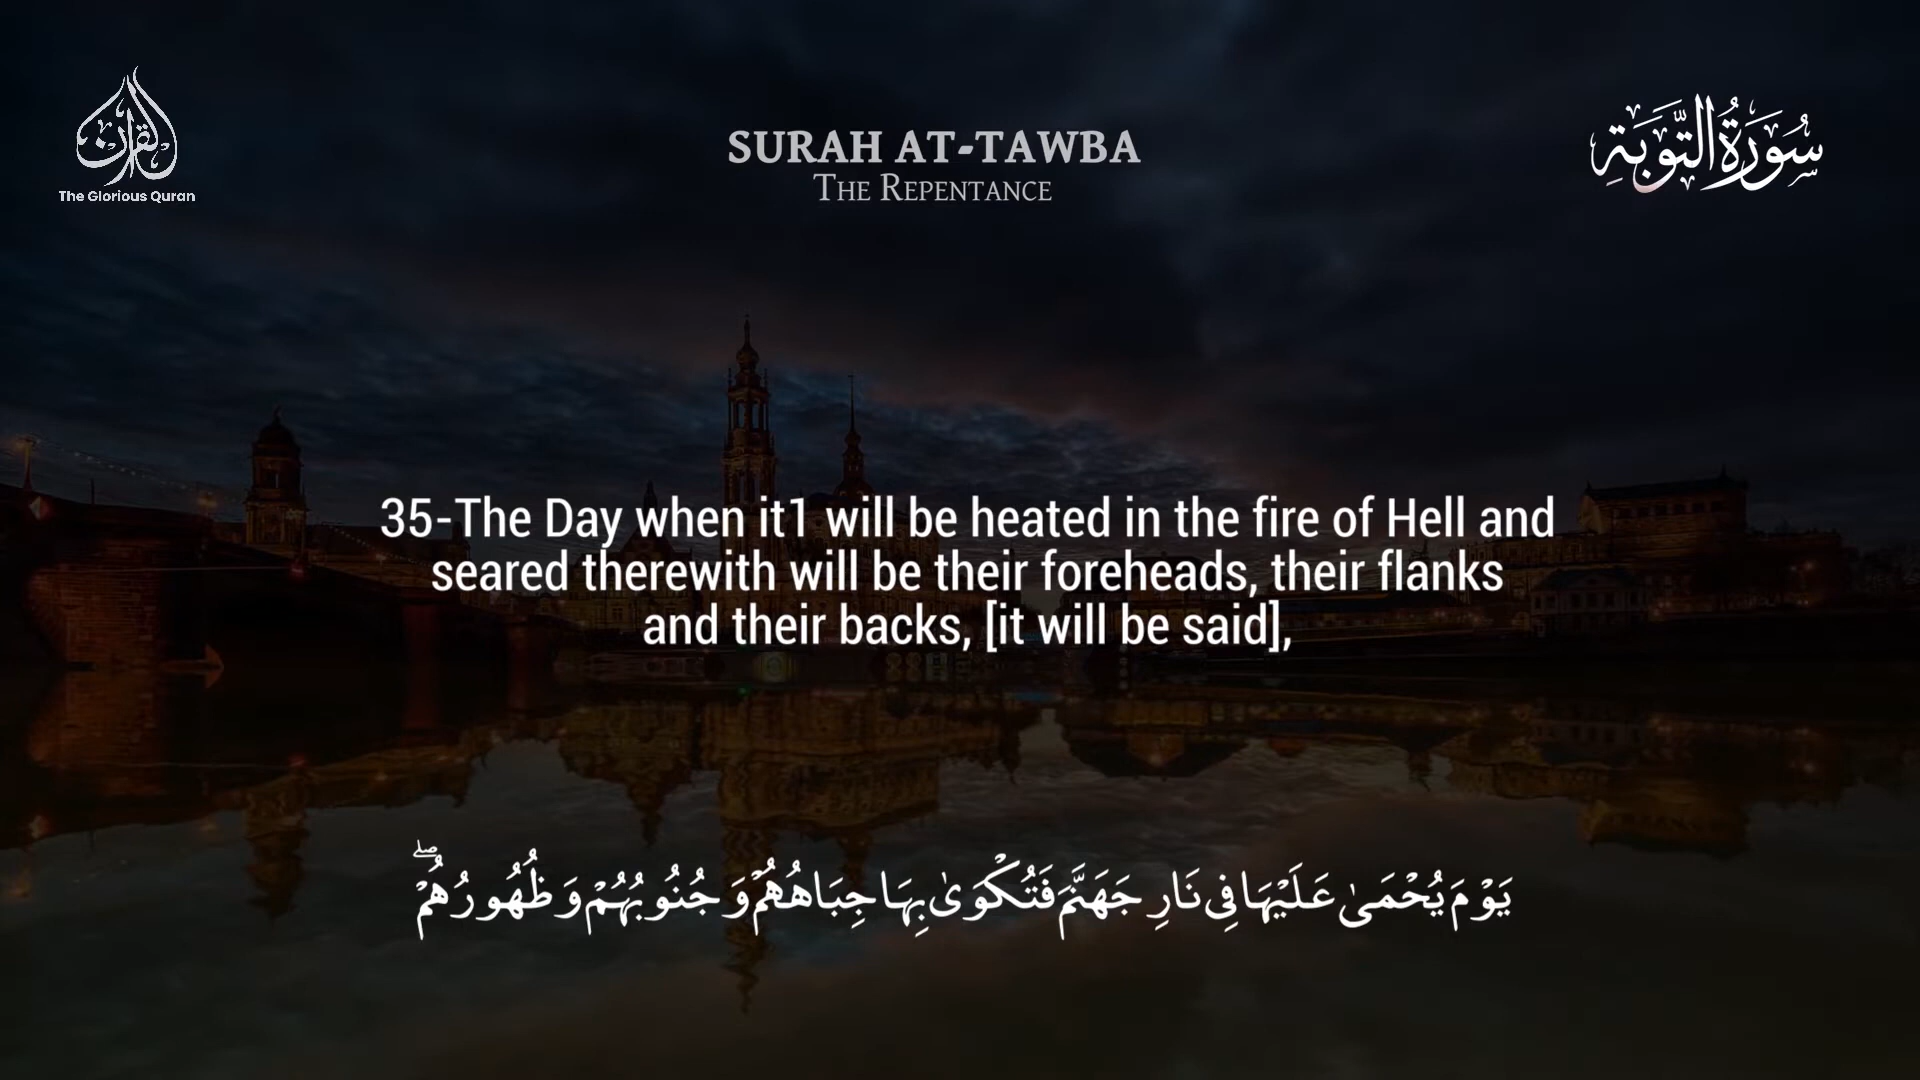 القرآن
The Glorious Quran
SURAH AT-TAWBA
THE REPENTANCE
سُورَةُ التَّوْبَةِ
35-The Day when it1 will be heated in the fire of Hell and
seared therewith will be their foreheads, their flanks
and their backs, [it will be said],
يَوْمَ يُحْمَىٰ عَلَيْهَا فِى نَارِ جَهَنَّمَ فَتُكْوَىٰ بِهَا جِبَاهُهُمْ وَجُنُوبُهُمْ وَظُهُورُهُمْ ۖ